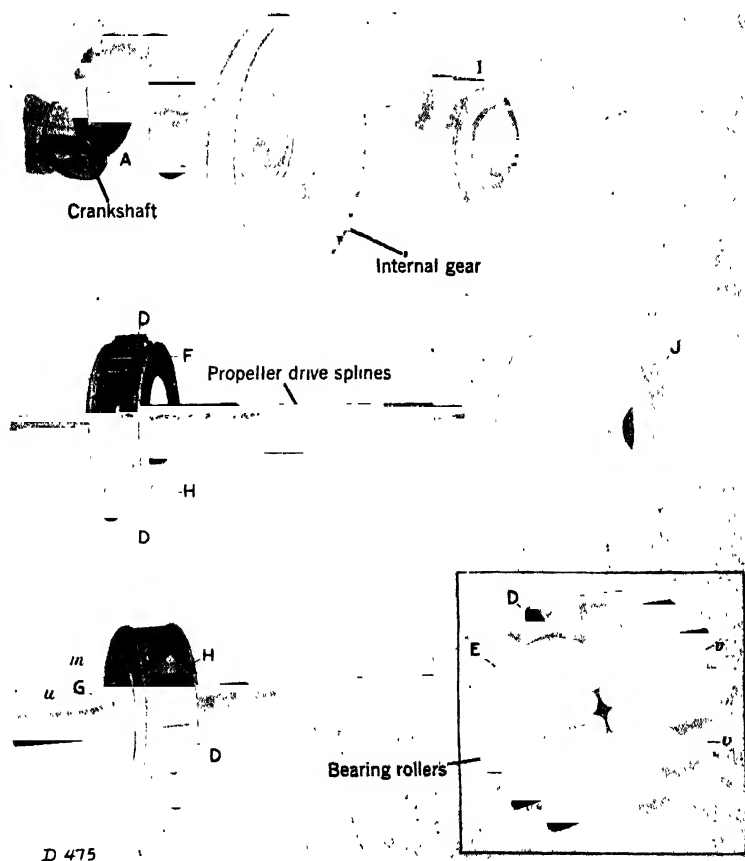 I
A
Crankshaft
Internal gear
D
F
J
Propeller drive splines
H
D
D
E
v
m
H
u
G
v
D
Bearing rollers
D 475